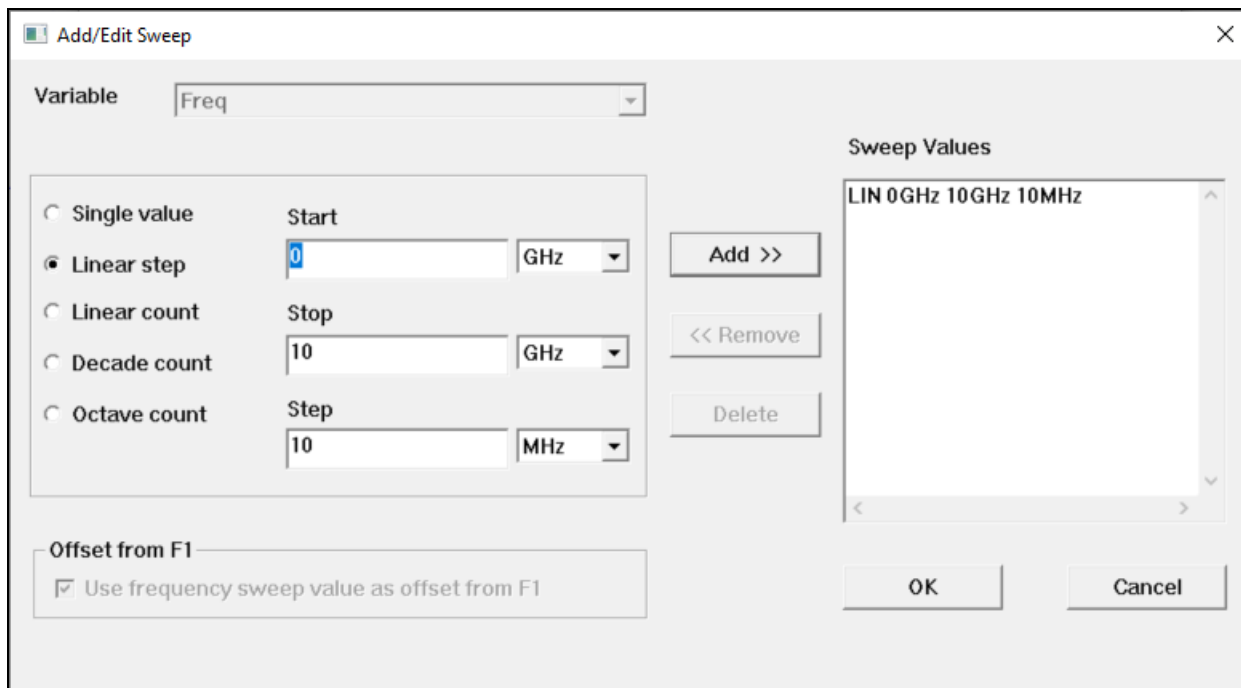 Add/Edit Sweep
Variable
Freq
Single value
Linear step
Linear count
Decade count
Octave count
Start
0
GHz
Stop
10
GHz
Step
10
MHz
Add >>
<< Remove
Delete
Sweep Values
LIN 0GHz 10GHz 10MHz
Offset from F1
Use frequency sweep value as offset from F1
OK
Cancel